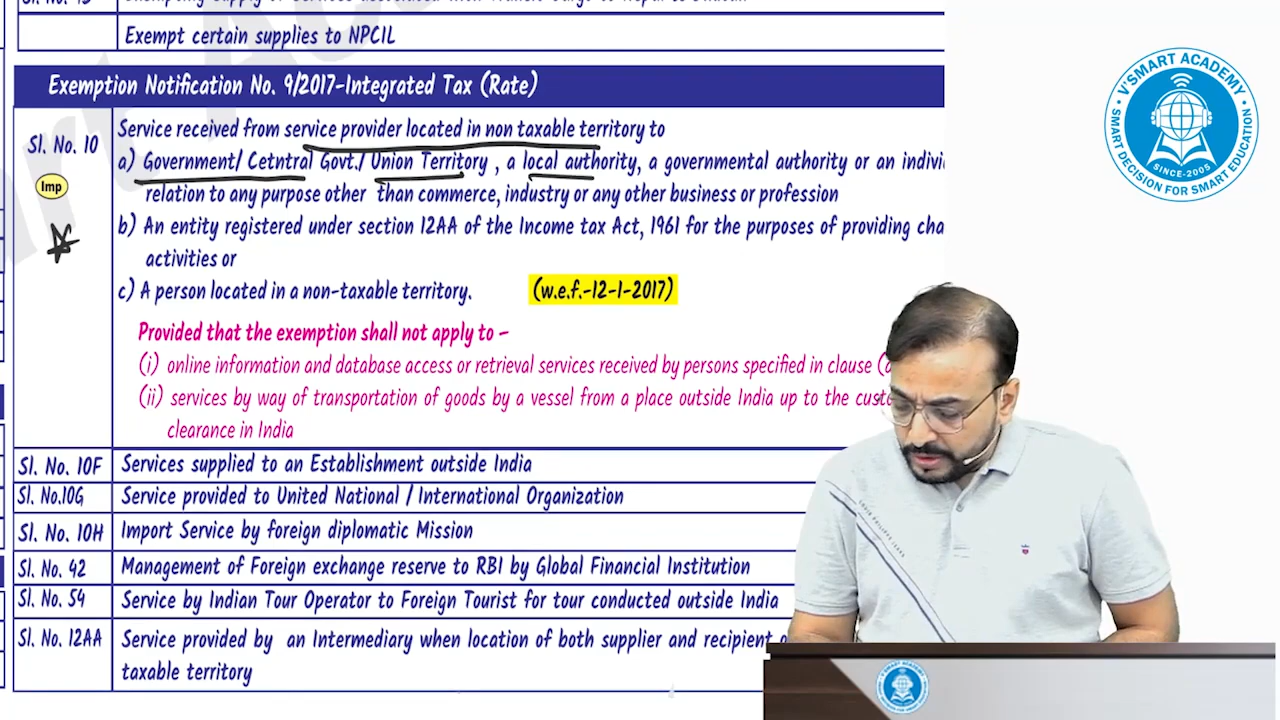 Exempt certain supplies to NPCIL
Exemption Notification No. 9/2017-Integrated Tax (Rate)
Sl. No. 10
Imp
Service received from service provider located in non taxable territory to
a) Government/ Cetntral Govt./ Union Territory , a local authority, a governmental authority or an
relation to any purpose other than commerce, industry or any other business or profession
b) An entity registered under section 12AA of the Income tax Act, 1961 for the purposes of providing
activities or
c) A person located in a non-taxable territory. (w.e.f.-12-1-2017)
Provided that the exemption shall not apply to –
(i) online information and database access or retrieval services received by persons specified in clause
(ii) services by way of transportation of goods by a vessel from a place outside India up to the
clearance in India
Sl. No. 10F Services supplied to an Establishment outside India
Sl. No.10G Service provided to United National / International Organization
Sl. No. 10H Import Service by foreign diplomatic Mission
Sl. No. 42 Management of Foreign exchange reserve to RBI by Global Financial Institution
Sl. No. 54 Service by Indian Tour Operator to Foreign Tourist for tour conducted outside India
Sl. No. 12AA Service provided by an Intermediary when location of both supplier and recipient
taxable territory
V'SMART ACADEMY
SINCE-2005
SMART DECISION FOR SMART EDUCATION